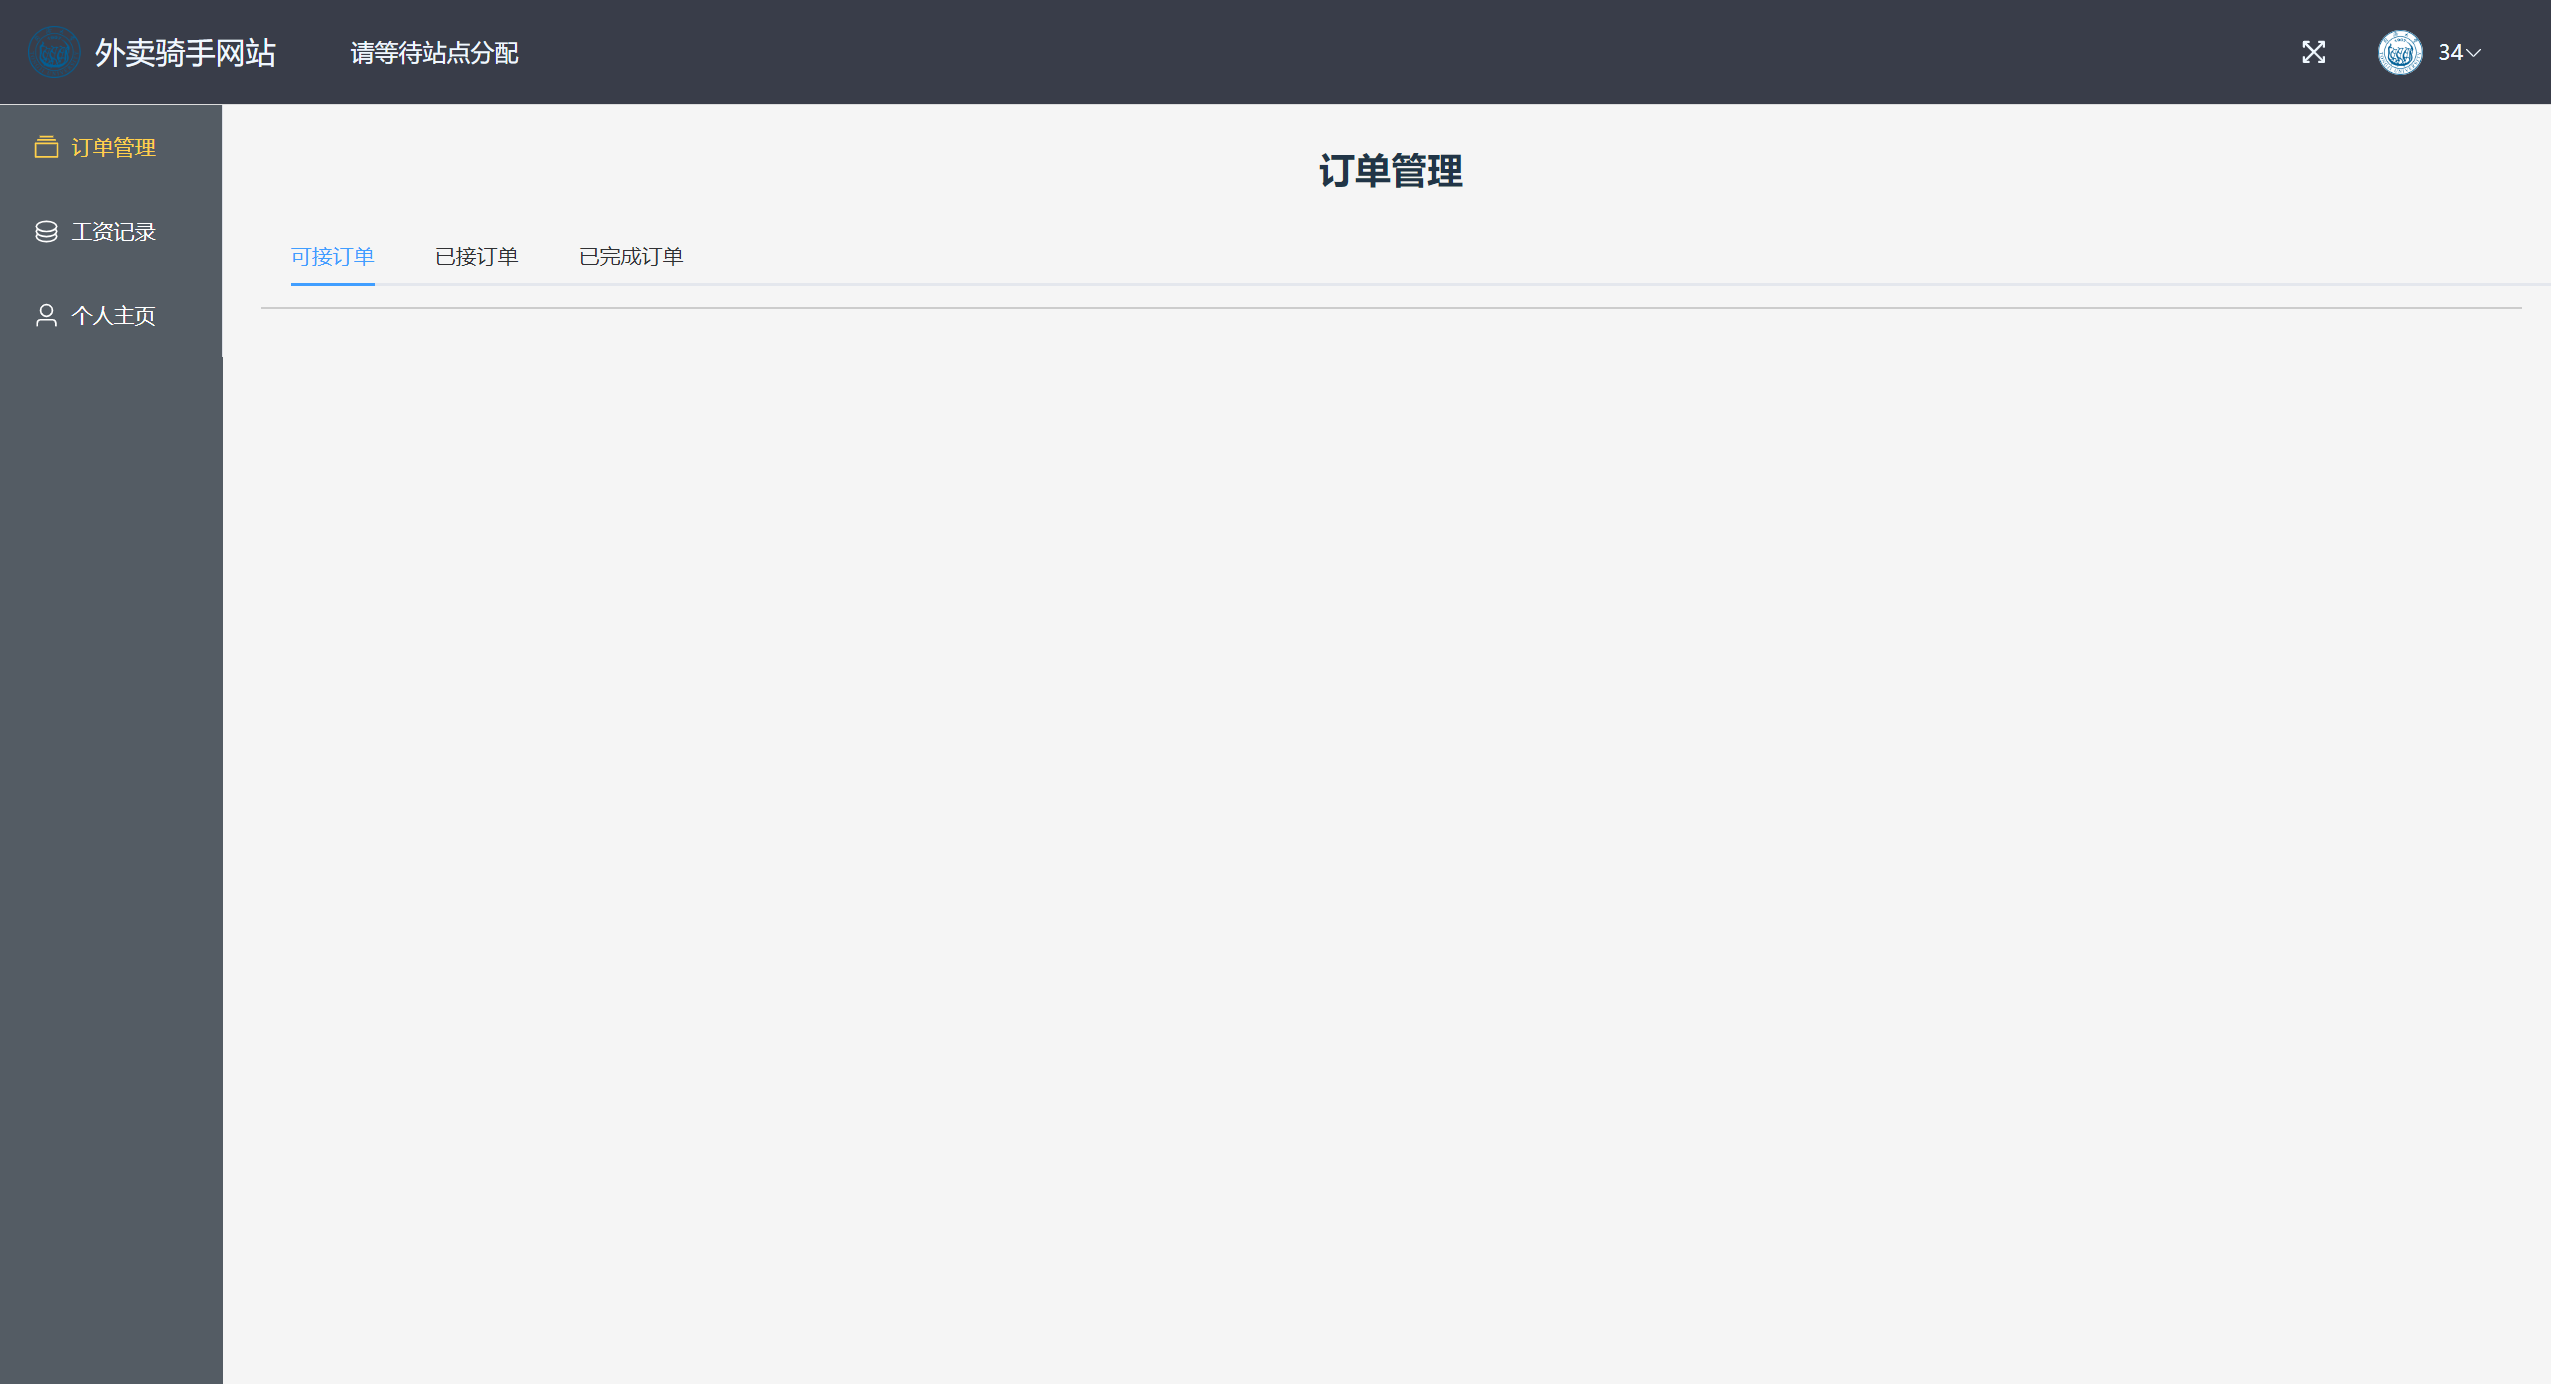 外卖骑手网站
请等待站点分配
34
订单管理
工资记录
个人主页
订单管理
可接订单
已接订单
已完成订单